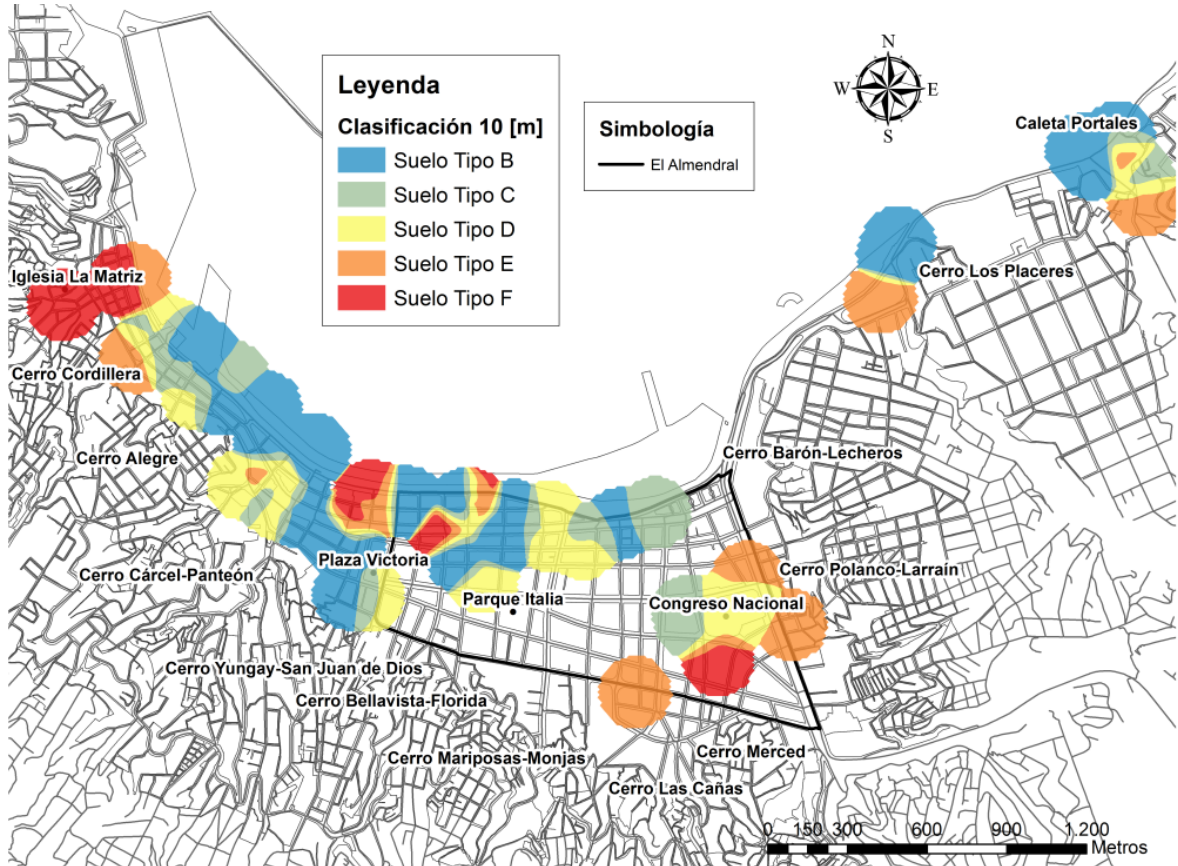 Leyenda
Clasificación 10 [m]
Suelo Tipo B
Suelo Tipo C
Suelo Tipo D
Suelo Tipo E
Suelo Tipo F
Simbología
El Almendral
N
W
E
S
Caleta Portales
Iglesia La Matriz
Cerro Los Placeres
Cerro Cordillera
Cerro Alegre
Cerro Barón-Lecheros
Plaza Victoria
Cerro Cárcel-Panteón
Cerro Polanco-Larraín
Parque Italia
Congreso Nacional
Cerro Yungay-San Juan de Dios
Cerro Bellavista-Florida
Cerro Mariposas-Monjas
Cerro Merced
Cerro Las Cañas
0 150 300 600 900 1.200
Metros